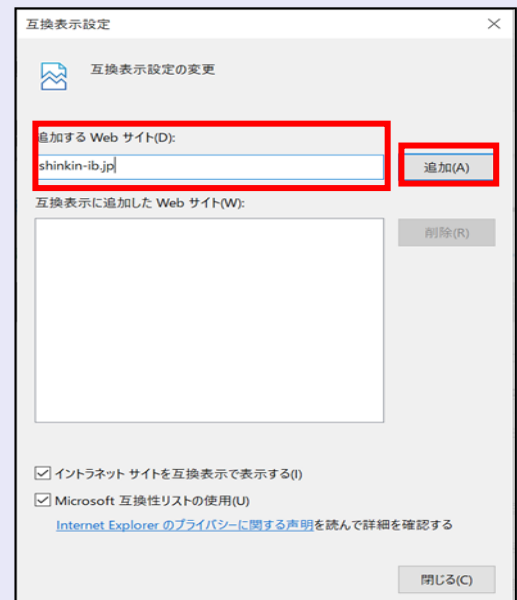 互換表示設定
互換表示設定の変更
追加する Web サイト(D):
shinkin-ib.jp
追加(A)
互換表示に追加した Web サイト(W):
削除(R)
イントラネット サイトを互換表示で表示する(I)
Microsoft 互換性リストの使用(U)
Internet Explorer のプライバシーに関する声明を読んで詳細を確認する
閉じる(C)